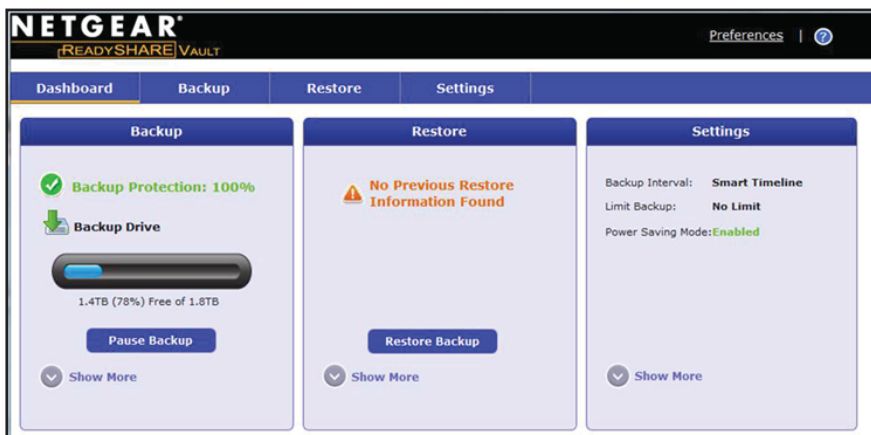 NETGEAR®
READYSHARE VAULT
Preferences | ?
Dashboard Backup Restore Settings
Backup
Backup Protection: 100%
Backup Drive
1.4TB (78%) Free of 1.8TB
Pause Backup
Show More
Restore
No Previous Restore
Information Found
Restore Backup
Show More
Settings
Backup Interval: Smart Timeline
Limit Backup: No Limit
Power Saving Mode:Enabled
Show More